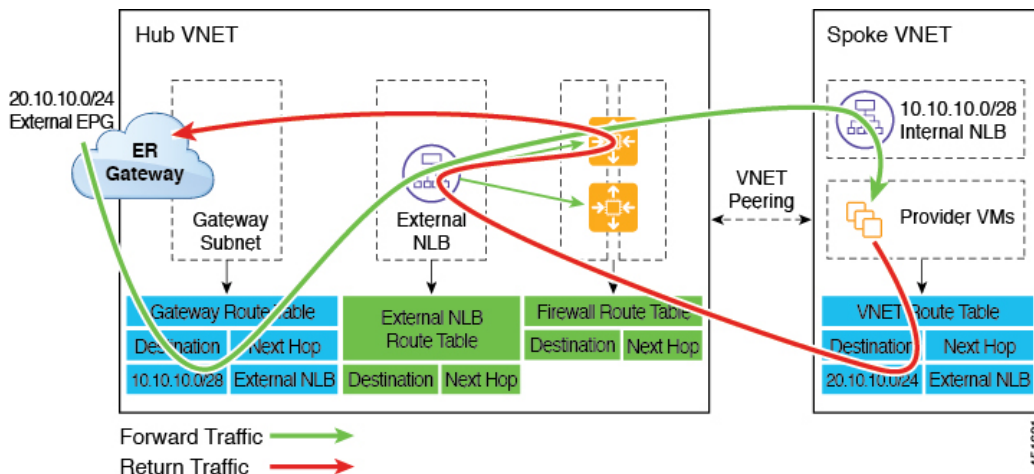 Hub VNET
Spoke VNET
20.10.10.0/24
External EPG
ER
Gateway
Gateway
Subnet
External
NLB
VNET
Peering
10.10.10.0/28
Internal NLB
Provider VMs
Gateway Route Table
Destination
Next Hop
10.10.10.0/28
External NLB
External NLB
Route Table
Destination
Next Hop
Firewall Route Table
Destination
Next Hop
VNET Route Table
Destination
Next Hop
20.10.10.0/24
External NLB
Forward Traffic
Return Traffic